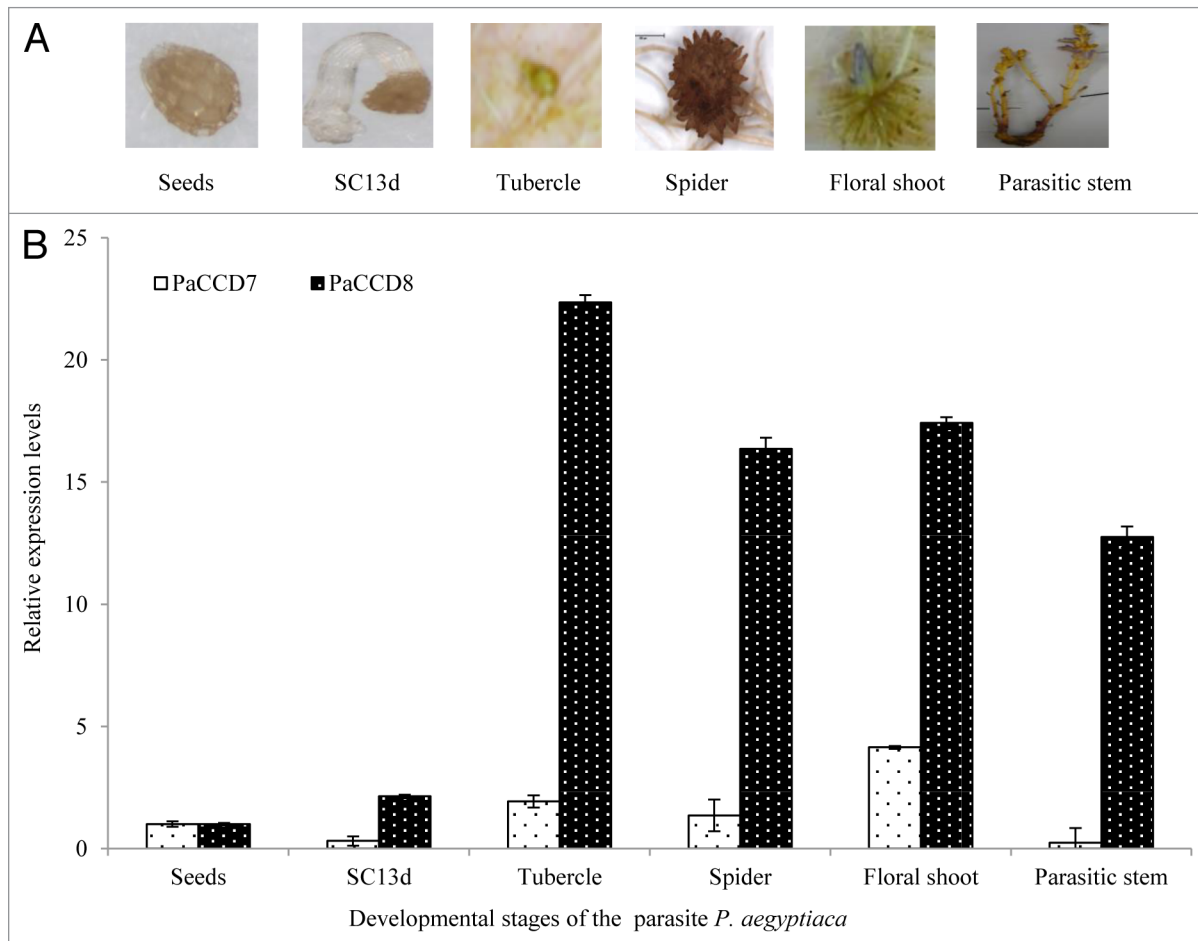 A
Seeds SC13d Tubercle Spider Floral shoot Parasitic stem
B
25
PaCCD7 PaCCD8
20
15
10
5
0
Relative expression levels
Seeds SC13d Tubercle Spider Floral shoot Parasitic stem
Developmental stages of the parasite P. aegyptiaca